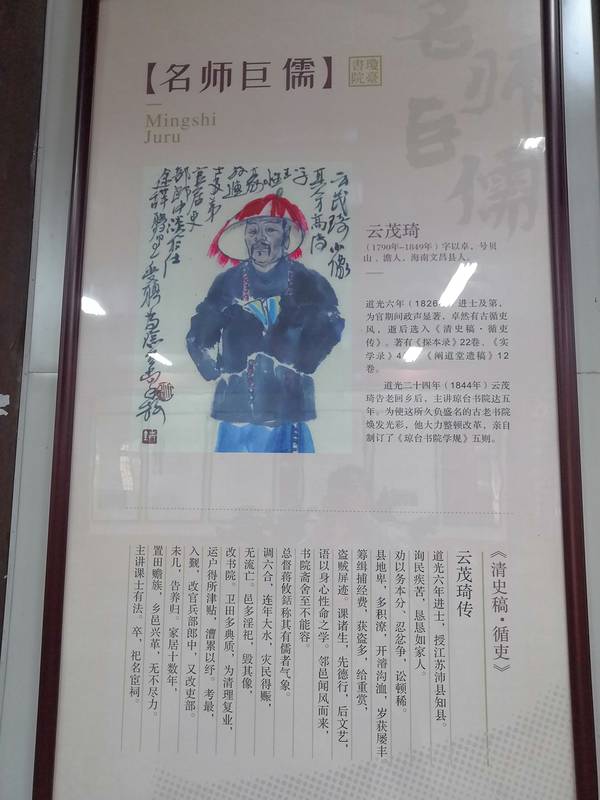 【名师巨儒】
瓊臺書院
Mingshi
Juru
名师巨儒
云茂琦小像
云茂琦
（1790年-1849年）字以卓，号贝
山、澹人，海南文昌县人。
道光六年（1826 ）进士及第，
为官期间政声显著，卓然有古循吏
风，逝后选入《清史稿·循吏
传》。著有《探本录》22卷、《实
学录》4 《阐道堂遗稿》12
卷。
道光二十四年（1844年）云茂
琦告老回乡后，主讲琼台书院达五
年。为使这所久负盛名的古老书院
焕发光彩，他大力整顿改革，亲自
制订了《琼台书院学规》五则。
《清史稿·循吏》
云茂琦传
道光六年进士，授江苏沛县知县。
询民疾苦，恳恳如家人。
劝以务本分、忍忿争，讼顿稀。
县地卑，多积潦，开濬沟洫，岁获屡丰
筹缉捕经费，获盗多，给重赏，
盗贼屏迹。课诸生，先德行，后文艺，
语以身心性命之学。邻邑闻风而来，
书院斋舍至不能容。
总督蒋攸銛称其有儒者气象。
调六合，连年大水，灾民得赈，
无流亡。邑多淫祀，毁其像，
改书院。卫田多典质，为清理复业，
运户得所津贴，漕累以纾。考最，
入觐，改官兵部郎中，又改吏部。
未几，告养归。家居十数年，
置田赡族，乡邑兴革，无不尽力。
主讲课士有法。卒，祀名宦祠。